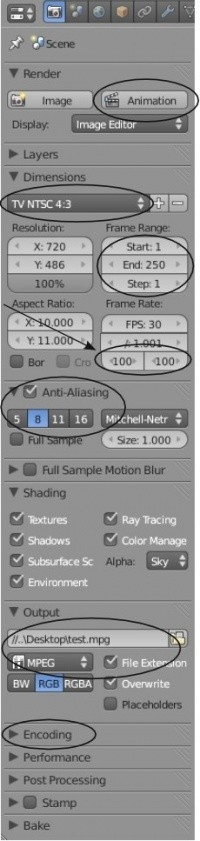 Scene
Render
Image Animation
Display: Image Editor
Layers
Dimensions
TV NTSC 4:3
Resolution: Frame Range:
X: 720 Start: 1
Y: 486 End: 250
100% Step: 1
Aspect Ratio: Frame Rate:
X: 10.000 FPS: 30
Y: 11.000 /: 1.001
Bor Cro 100 100
Anti-Aliasing
5 8 11 16 Mitchell-Netr
Full Sample Size: 1.000
Full Sample Motion Blur
Shading
Textures Ray Tracing
Shadows Color Manage
Subsurface Sc Alpha: Sky
Environment
Output
//..\Desktop\test.mpg
MPEG File Extension
BW RGB RGBA Overwrite
Placeholders
Encoding
Performance
Post Processing
Stamp
Bake